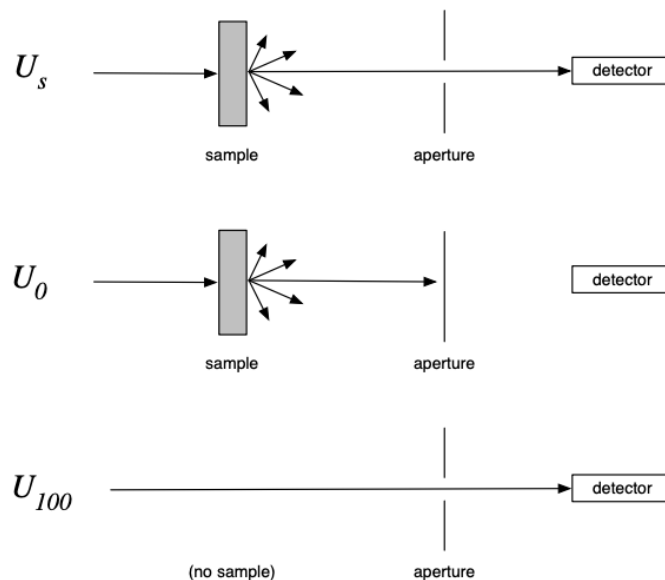 U_s
detector
sample aperture
U_0
detector
sample aperture
U_100
detector
(no sample) aperture